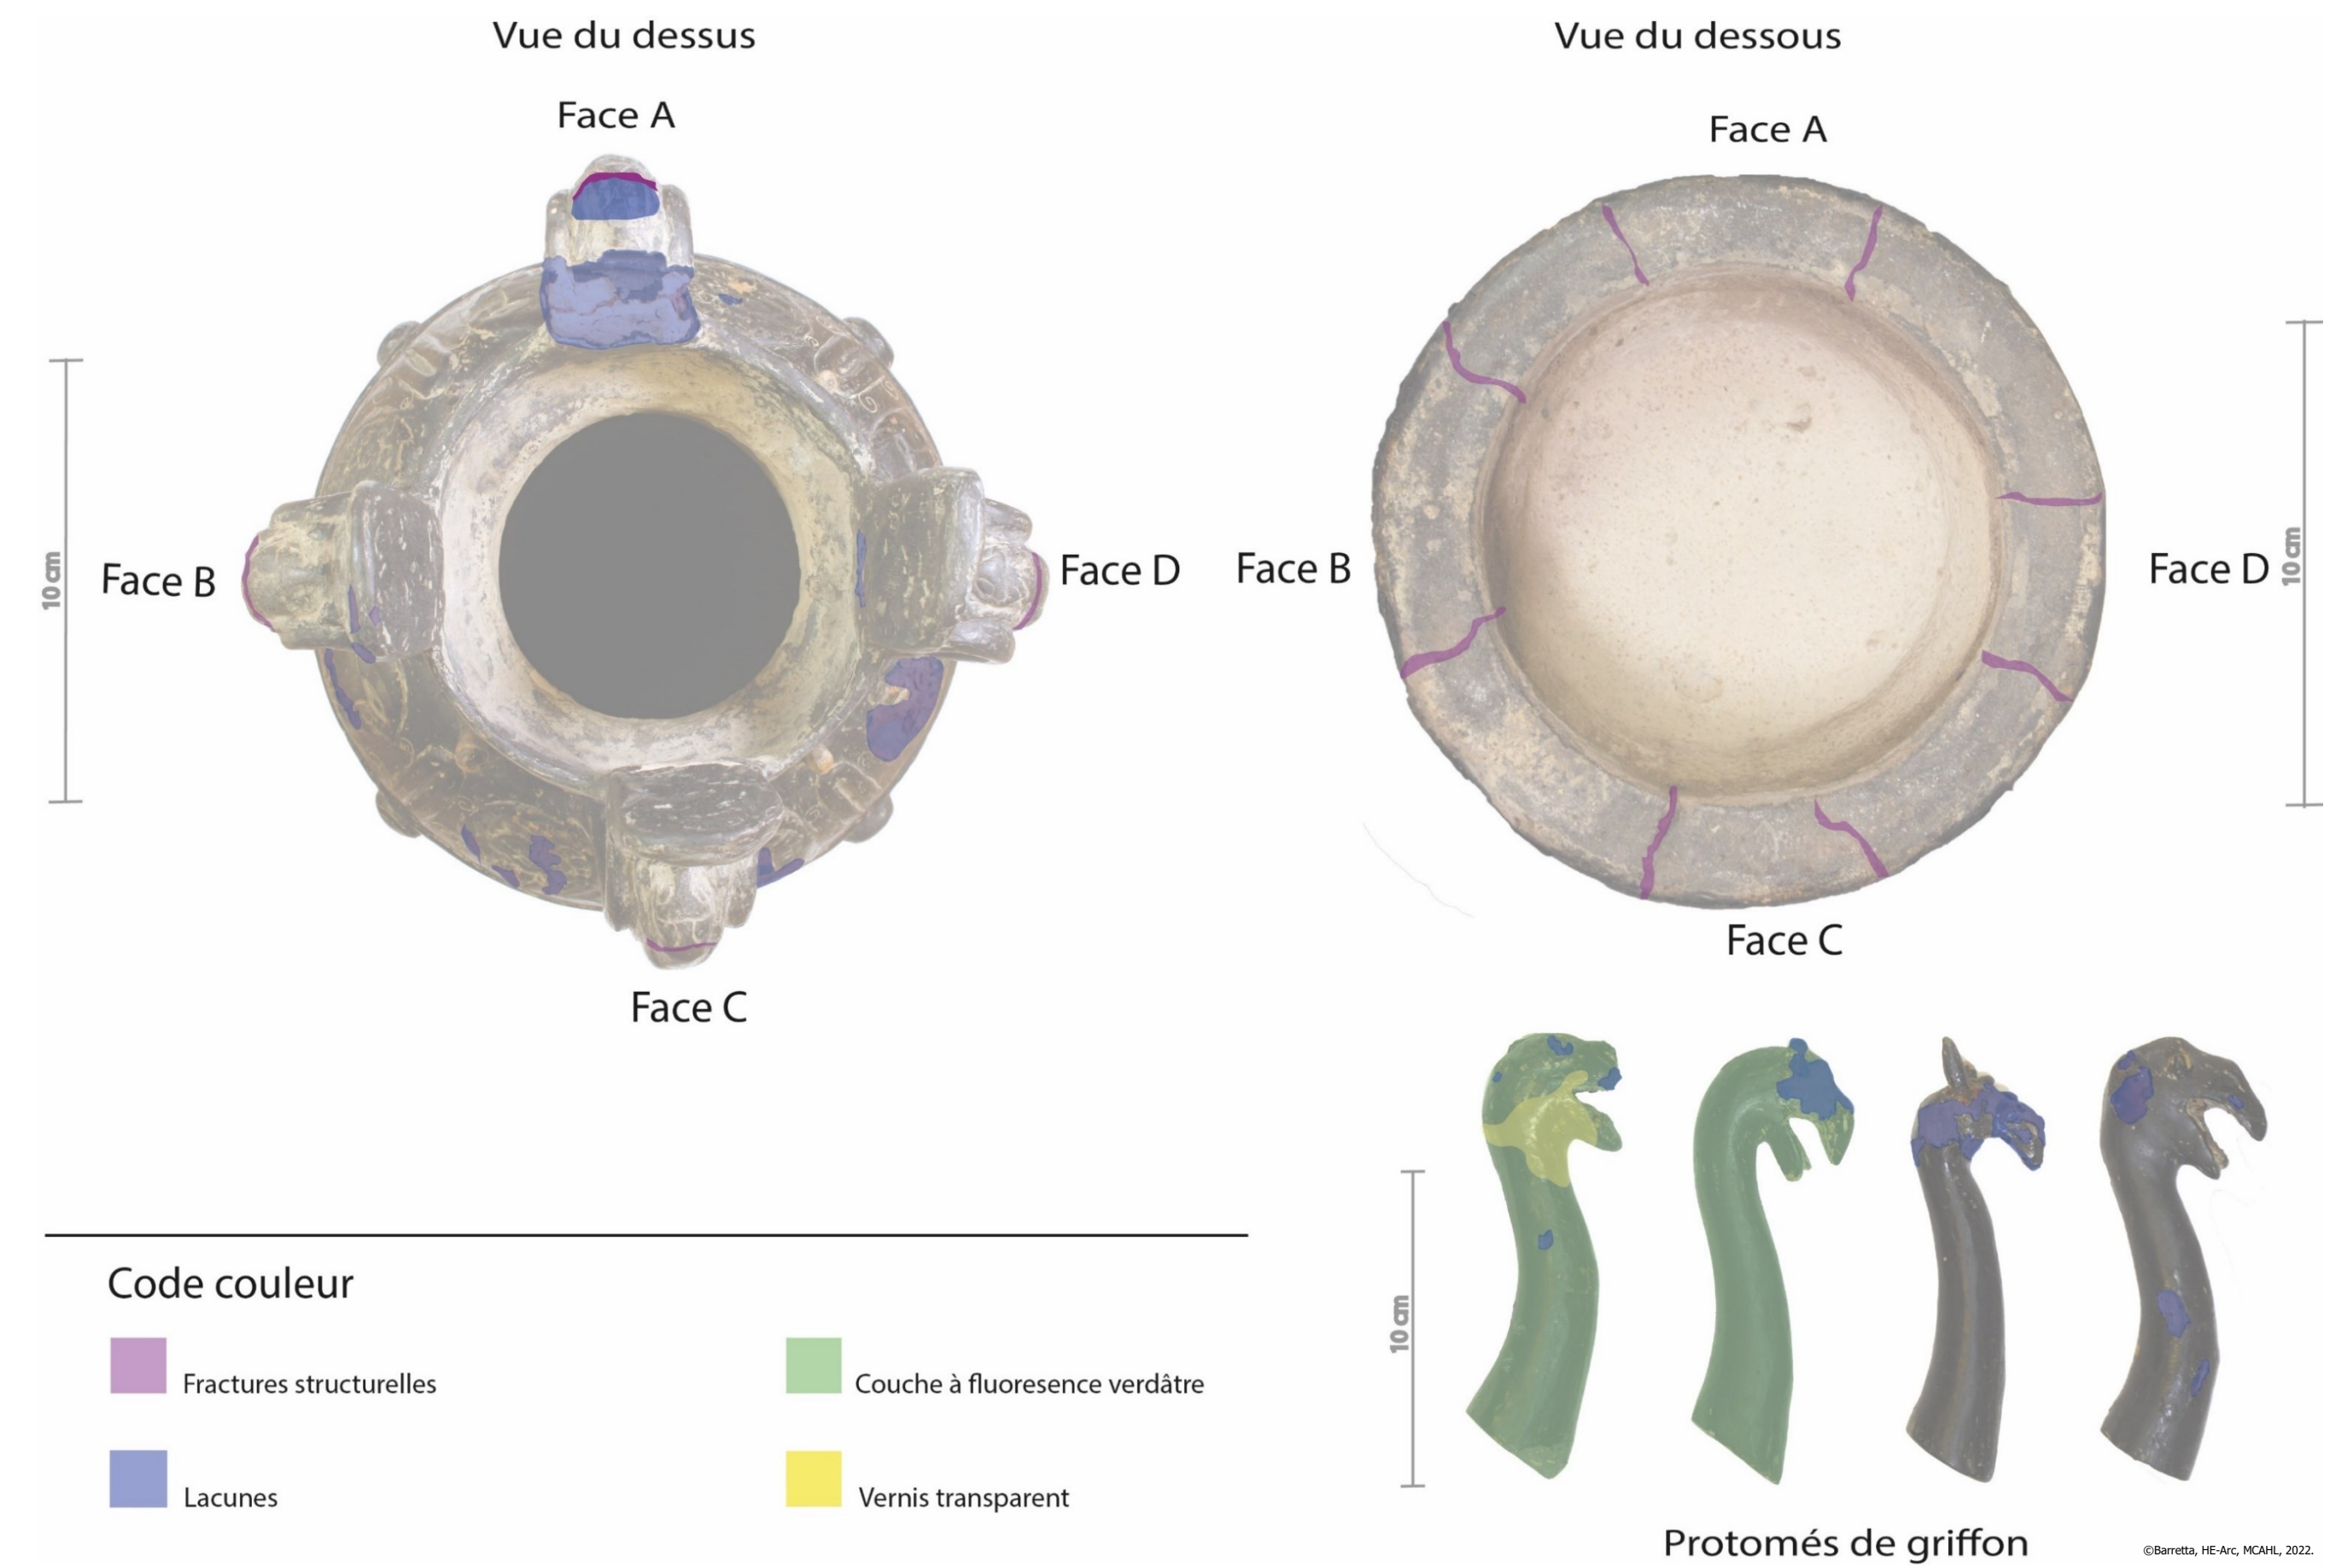 Vue du dessus
Vue du dessous
Face A
Face A
10 cm
Face B
Face D
Face B
Face D
10 cm
Face C
Face C
Code couleur
Fractures structurelles
Couche à fluoresence verdâtre
Lacunes
Vernis transparent
10 cm
Protomés de griffon
©Barretta, HE-Arc, MCAHL, 2022.